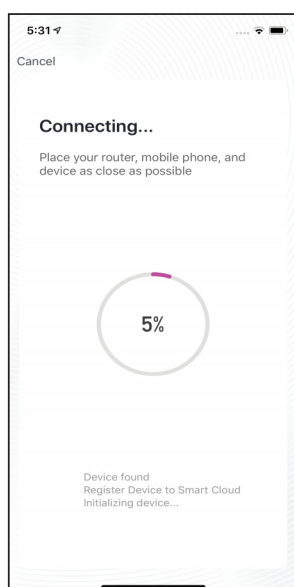 5:31
Cancel
Connecting...
Place your router, mobile phone, and
device as close as possible
5%
Device found
Register Device to Smart Cloud
Initializing device...